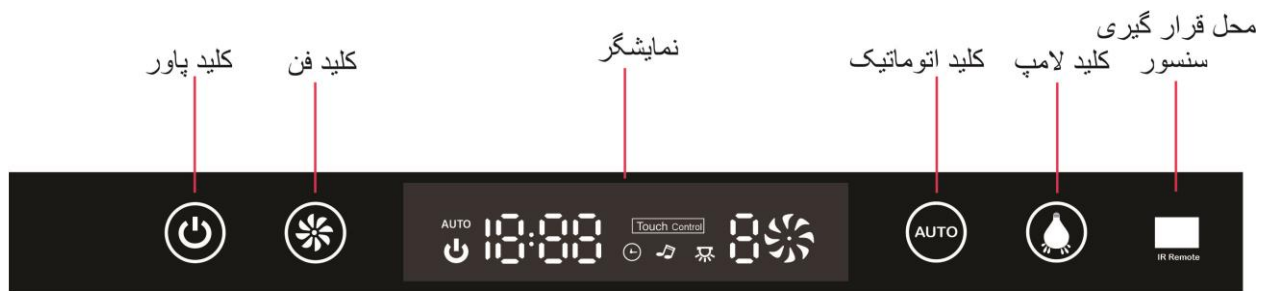 محل قرار گیری
سنسور
کلید لامپ
کلید اتوماتیک
نمایشگر
کلید فن
کلید پاور
AUTO
18:88
Touch Control
8
AUTO
IR Remote